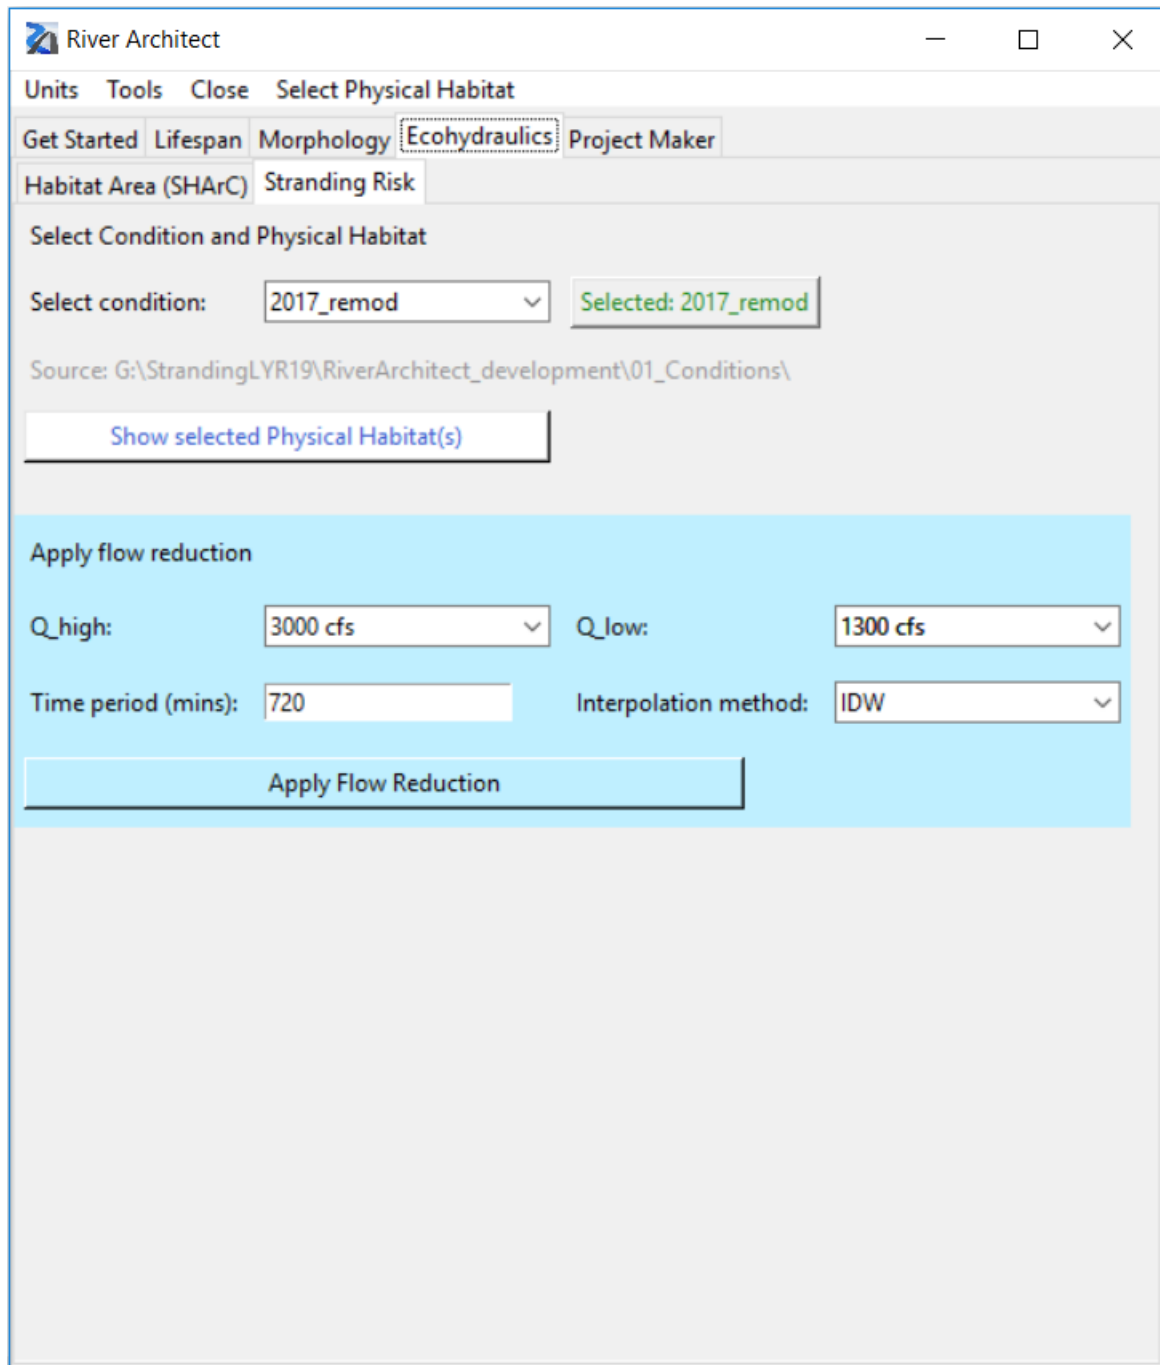 River Architect
Units Tools Close Select Physical Habitat
Get Started Lifespan Morphology Ecohydraulics Project Maker
Habitat Area (SHArC) Stranding Risk
Select Condition and Physical Habitat
Select condition: 2017_remod Selected: 2017_remod
Source: G:\StrandingLYR19\RiverArchitect_development\01_Conditions\
Show selected Physical Habitat(s)
Apply flow reduction
Q_high: 3000 cfs Q_low: 1300 cfs
Time period (mins): 720 Interpolation method: IDW
Apply Flow Reduction